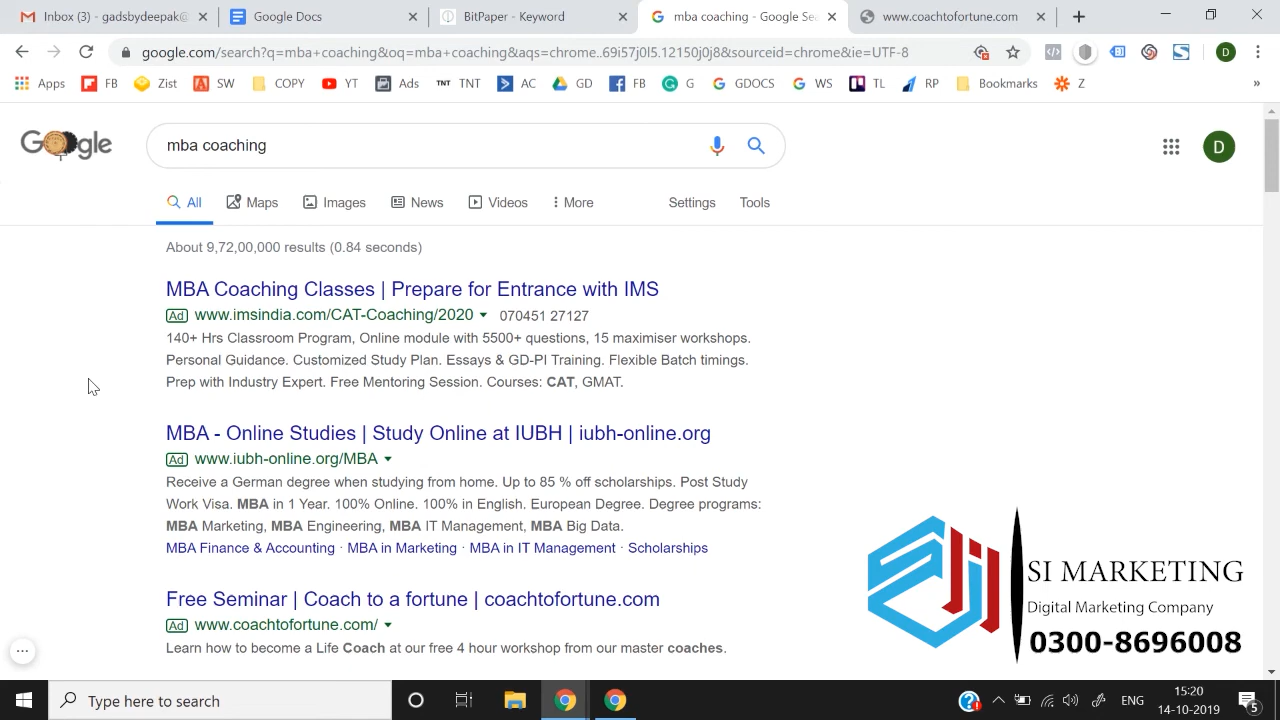 Inbox (3) - gadsbydeepak@
Google Docs
BitPaper - Keyword
mba coaching - Google Sea
www.coachtofortune.com
google.com/search?q=mba+coaching&oq=mba+coaching&aqs=chrome..69i57j0l5.12150j0j8&sourceid=chrome&ie=UTF-8
D
Apps FB Zist SW COPY YT Ads TNT TNT AC GD FB G GDOCS WS TL RP Bookmarks Z »
Google
mba coaching
D
All Maps Images News Videos More Settings Tools
About 9,72,00,000 results (0.84 seconds)
MBA Coaching Classes | Prepare for Entrance with IMS
Ad www.imsindia.com/CAT-Coaching/2020 070451 27127
140+ Hrs Classroom Program, Online module with 5500+ questions, 15 maximiser workshops.
Personal Guidance. Customized Study Plan. Essays & GD-PI Training. Flexible Batch timings.
Prep with Industry Expert. Free Mentoring Session. Courses: CAT, GMAT.
MBA - Online Studies | Study Online at IUBH | iubh-online.org
Ad www.iubh-online.org/MBA
Receive a German degree when studying from home. Up to 85 % off scholarships. Post Study
Work Visa. MBA in 1 Year. 100% Online. 100% in English. European Degree. Degree programs:
MBA Marketing, MBA Engineering, MBA IT Management, MBA Big Data.
MBA Finance & Accounting · MBA in Marketing · MBA in IT Management · Scholarships
Free Seminar | Coach to a fortune | coachtofortune.com
Ad www.coachtofortune.com/
Learn how to become a Life Coach at our free 4 hour workshop from our master coaches.
SI MARKETING
Digital Marketing Company
0300-8696008
Type here to search
ENG
15:20
14-10-2019
5